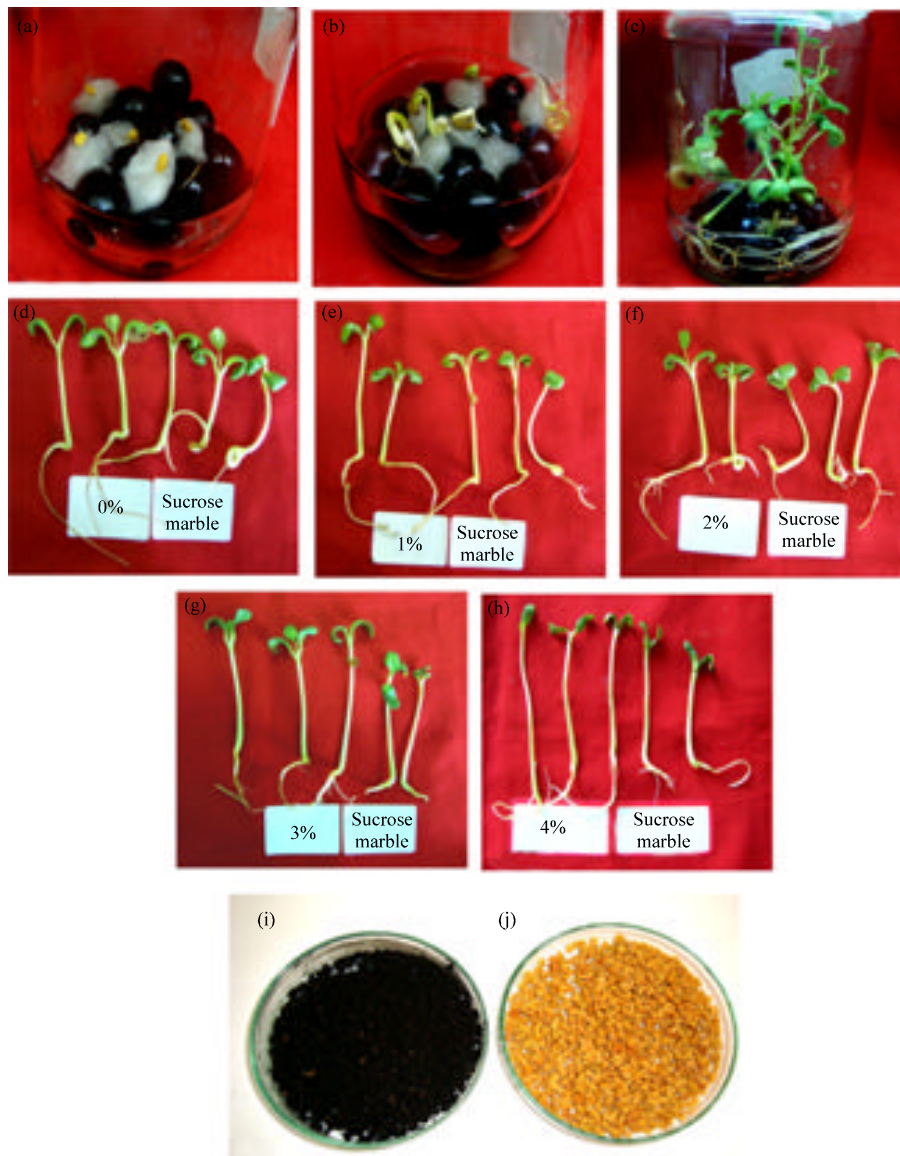 (a)
(b)
(c)
(d)
(e)
(f)
0%
Sucrose
marble
1%
Sucrose
marble
2%
Sucrose
marble
(g)
(h)
3%
Sucrose
marble
4%
Sucrose
marble
(i)
(j)